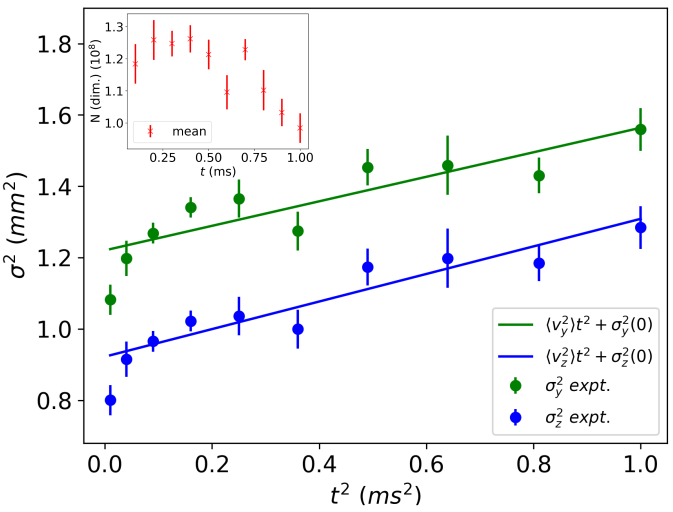 σ² (mm²)
1.8
1.6
1.4
1.2
1.0
0.8
N (dim.) (10⁸)
1.3
1.2
1.1
1.0
mean
0.25 0.50 0.75 1.00
t (ms)
⟨v_y²⟩t² + σ_y²(0)
⟨v_z²⟩t² + σ_z²(0)
σ_y² expt.
σ_z² expt.
0.0 0.2 0.4 0.6 0.8 1.0
t² (ms²)